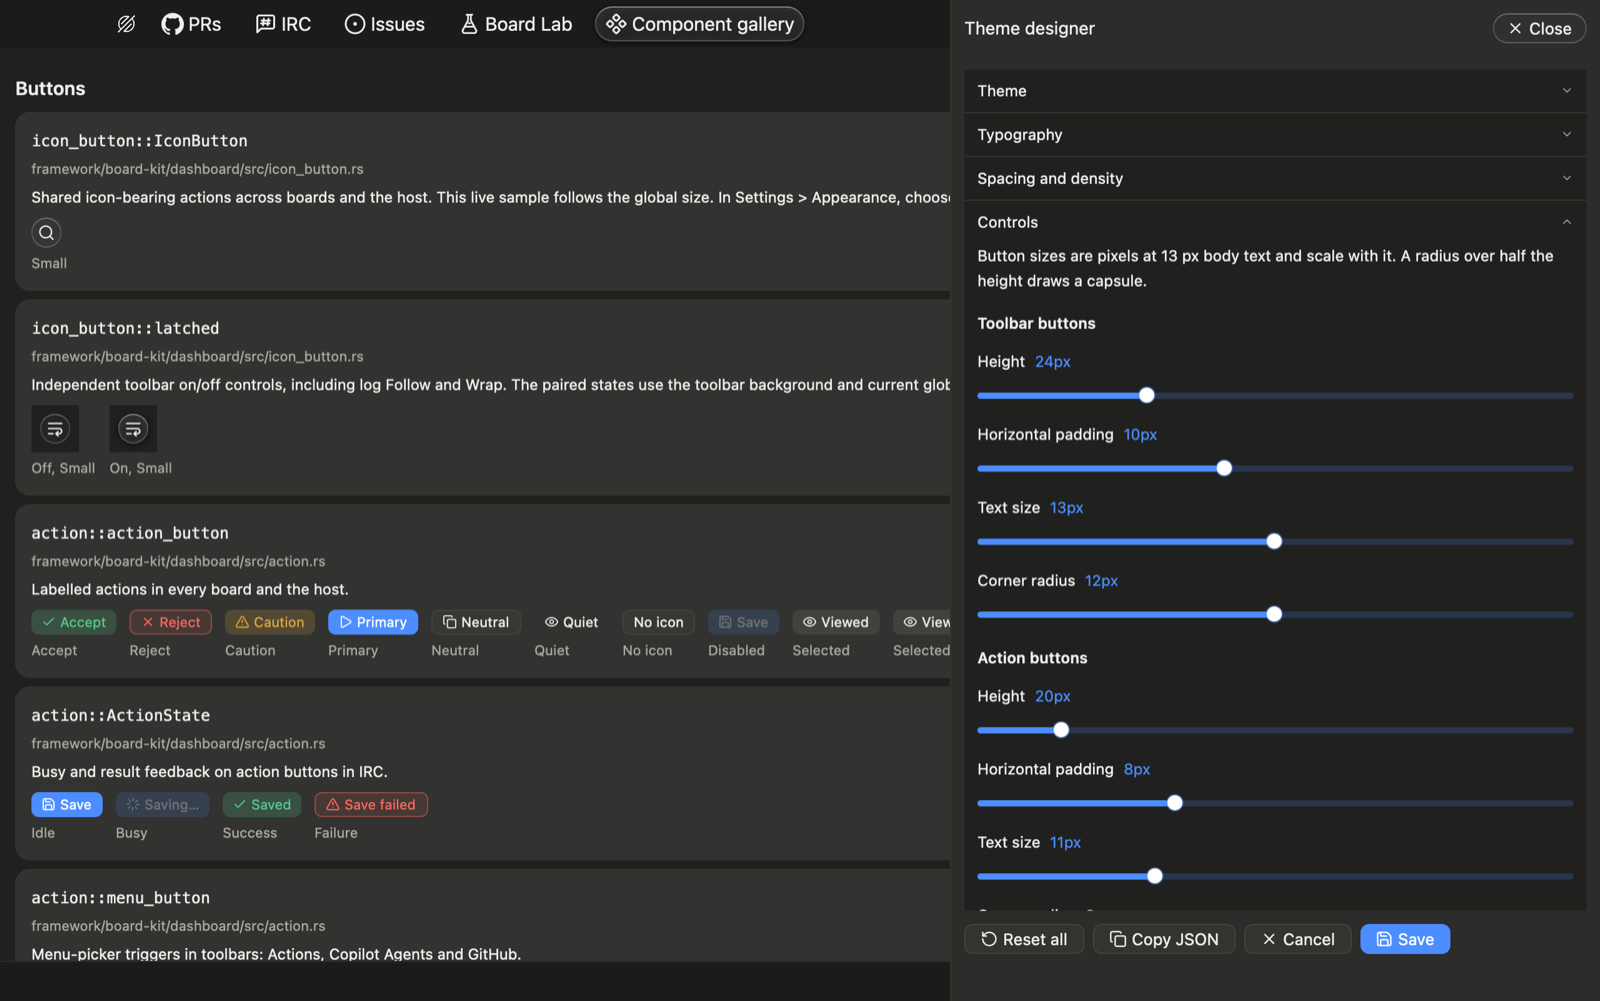 PRs
IRC
Issues
Board Lab
Component gallery
Buttons
icon_button::IconButton
framework/board-kit/dashboard/src/icon_button.rs
Shared icon-bearing actions across boards and the host. This live sample follows the global size. In Settings > Appearance, choose
Small
icon_button::latched
framework/board-kit/dashboard/src/icon_button.rs
Independent toolbar on/off controls, including log Follow and Wrap. The paired states use the toolbar background and current glob
Off, Small
On, Small
action::action_button
framework/board-kit/dashboard/src/action.rs
Labelled actions in every board and the host.
Accept Reject Caution Primary Neutral Quiet No icon Save Viewed View
Accept Reject Caution Primary Neutral Quiet No icon Disabled Selected Selected
action::ActionState
framework/board-kit/dashboard/src/action.rs
Busy and result feedback on action buttons in IRC.
Save Saving... Saved Save failed
Idle Busy Success Failure
action::menu_button
framework/board-kit/dashboard/src/action.rs
Menu-picker triggers in toolbars: Actions, Copilot Agents and GitHub.
Theme designer
Close
Theme
Typography
Spacing and density
Controls
Button sizes are pixels at 13 px body text and scale with it. A radius over half the
height draws a capsule.
Toolbar buttons
Height 24px
Horizontal padding 10px
Text size 13px
Corner radius 12px
Action buttons
Height 20px
Horizontal padding 8px
Text size 11px
Reset all
Copy JSON
Cancel
Save